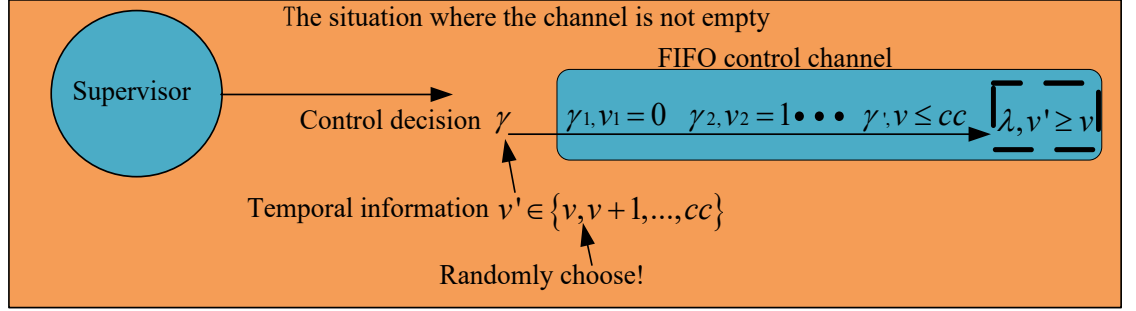 The situation where the channel is not empty
FIFO control channel
Supervisor
Control decision γ
γ₁,v₁ = 0 γ₂,v₂ = 1••• γ',v ≤ cc λ,v' ≥ v
Temporal information v' ∈ {v,v+1,...,cc}
Randomly choose!